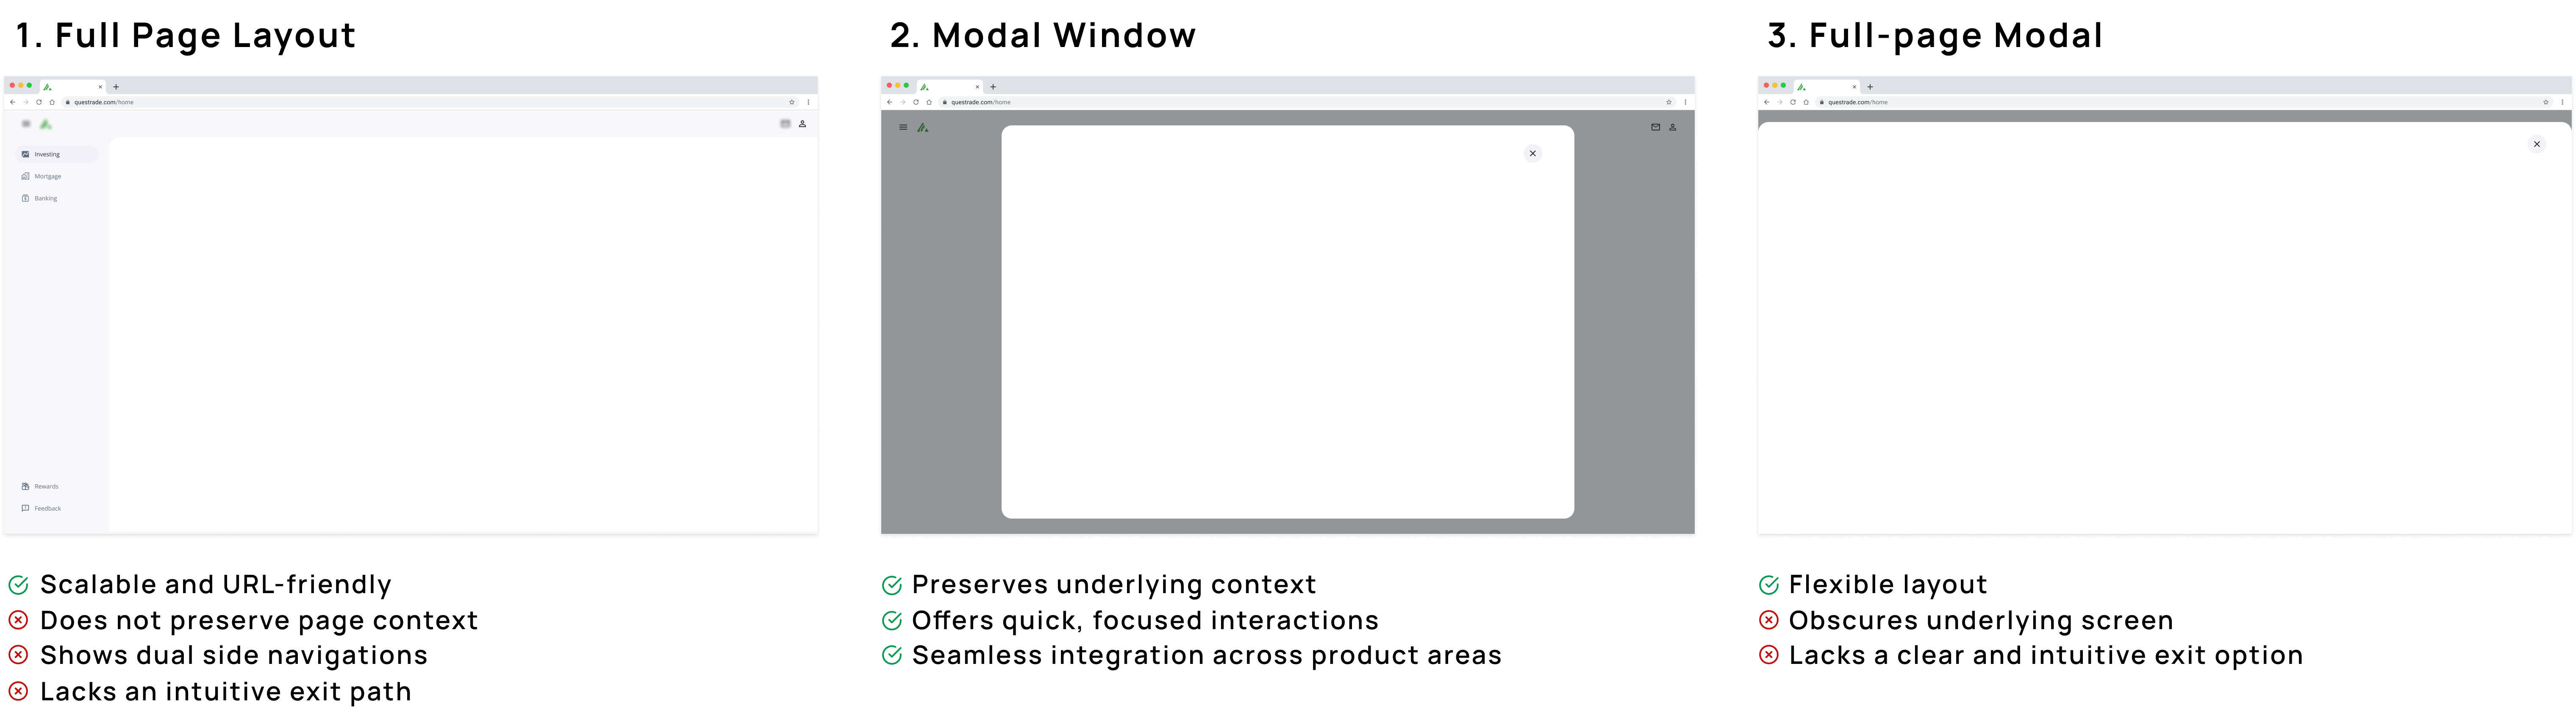 1. Full Page Layout
questrade.com/home
Investing
Mortgage
Banking
Rewards
Feedback
Scalable and URL-friendly
Does not preserve page context
Shows dual side navigations
Lacks an intuitive exit path
2. Modal Window
questrade.com/home
Preserves underlying context
Offers quick, focused interactions
Seamless integration across product areas
3. Full-page Modal
questrade.com/home
Flexible layout
Obscures underlying screen
Lacks a clear and intuitive exit option